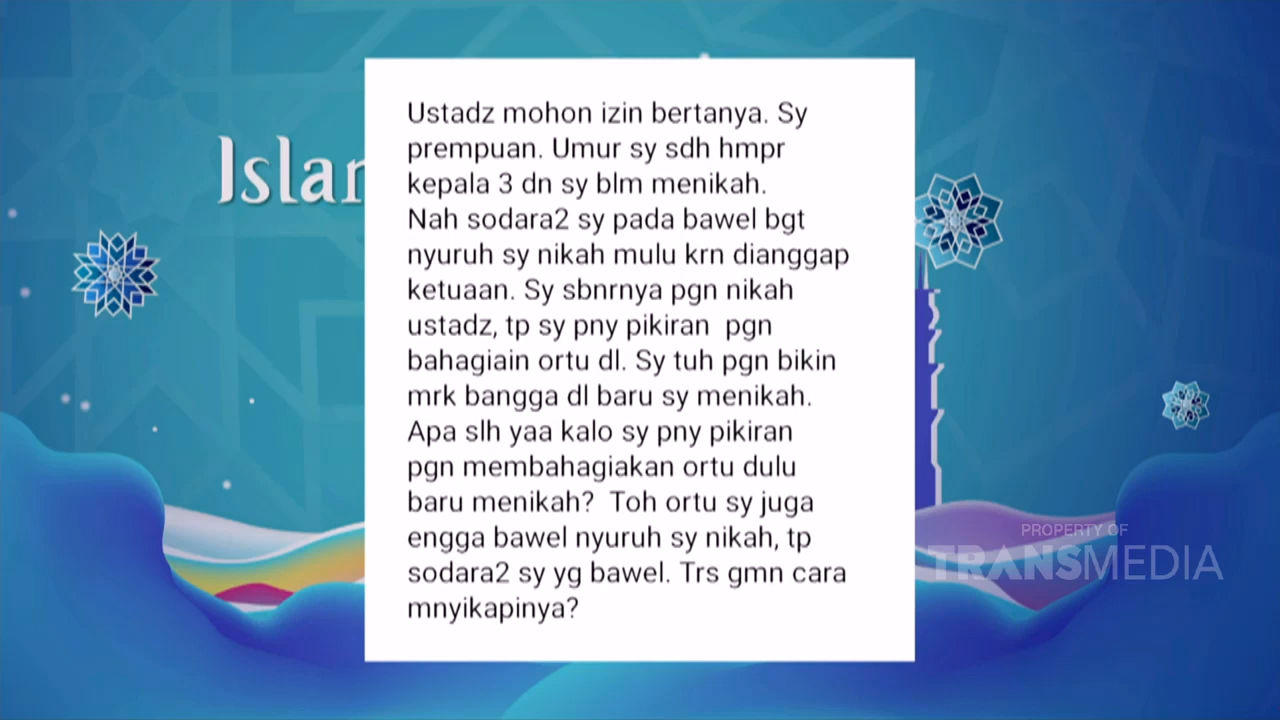 Islam
Ustadz mohon izin bertanya. Sy
prempuan. Umur sy sdh hmpr
kepala 3 dn sy blm menikah.
Nah sodara2 sy pada bawel bgt
nyuruh sy nikah mulu krn dianggap
ketuaan. Sy sbnrnya pgn nikah
ustadz, tp sy pny pikiran  pgn
bahagiain ortu dl. Sy tuh pgn bikin
mrk bangga dl baru sy menikah.
Apa slh yaa kalo sy pny pikiran
pgn membahagiakan ortu dulu
baru menikah?  Toh ortu sy juga
engga bawel nyuruh sy nikah, tp
sodara2 sy yg bawel. Trs gmn cara
mnyikapinya?
PROPERTY OF
TRANSMEDIA